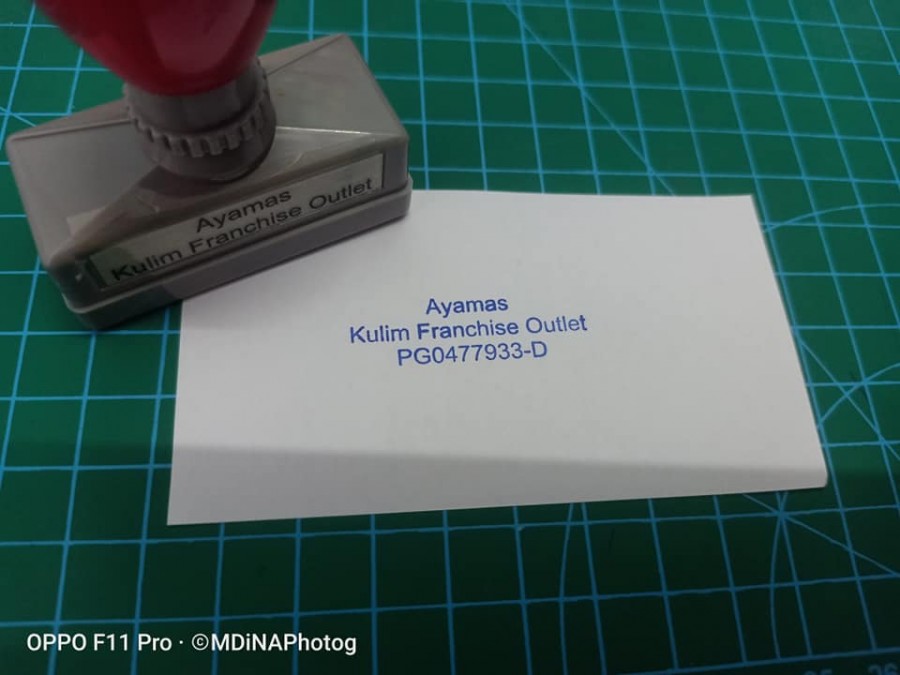 Ayamas
Kulim Franchise Outlet
Ayamas
Kulim Franchise Outlet
PG0477933-D
OPPO F11 Pro · ©MDiNAPhotog